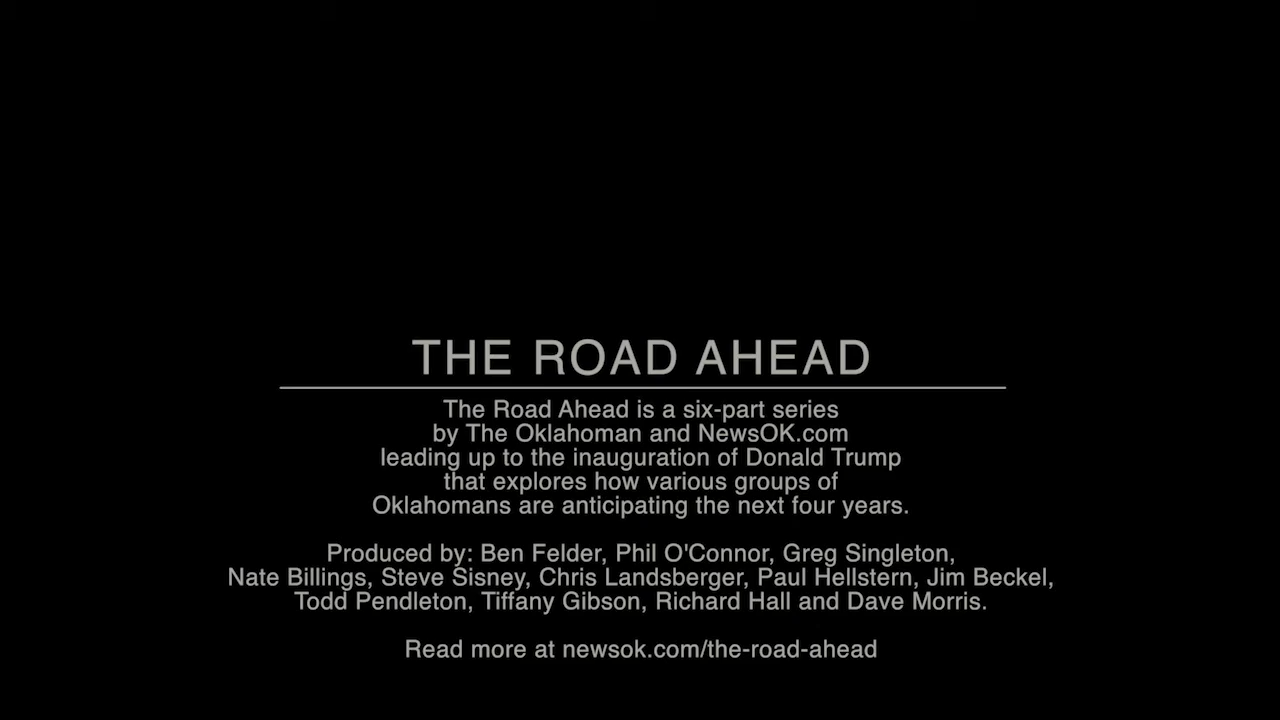 THE ROAD AHEAD
The Road Ahead is a six-part series
by The Oklahoman and NewsOK.com
leading up to the inauguration of Donald Trump
that explores how various groups of
Oklahomans are anticipating the next four years.
Produced by: Ben Felder, Phil O'Connor, Greg Singleton,
Nate Billings, Steve Sisney, Chris Landsberger, Paul Hellstern, Jim Beckel,
Todd Pendleton, Tiffany Gibson, Richard Hall and Dave Morris.
Read more at newsok.com/the-road-ahead